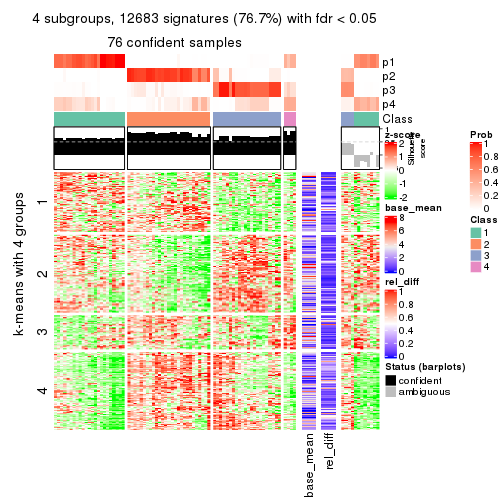 4 subgroups, 12683 signatures (76.7%) with fdr < 0.05
76 confident samples
p1
p2
p3
p4
Class
1
Silhouette
score
z-score
2
1
0
-1
-2
Prob
1
0.8
0.6
0.4
0.2
0
base_mean
8
6
4
2
0
Class
1
2
3
4
rel_diff
1
0.8
0.6
0.4
0.2
0
Status (barplots)
confident
ambiguous
k-means with 4 groups
1
2
3
4
base_mean
rel_diff